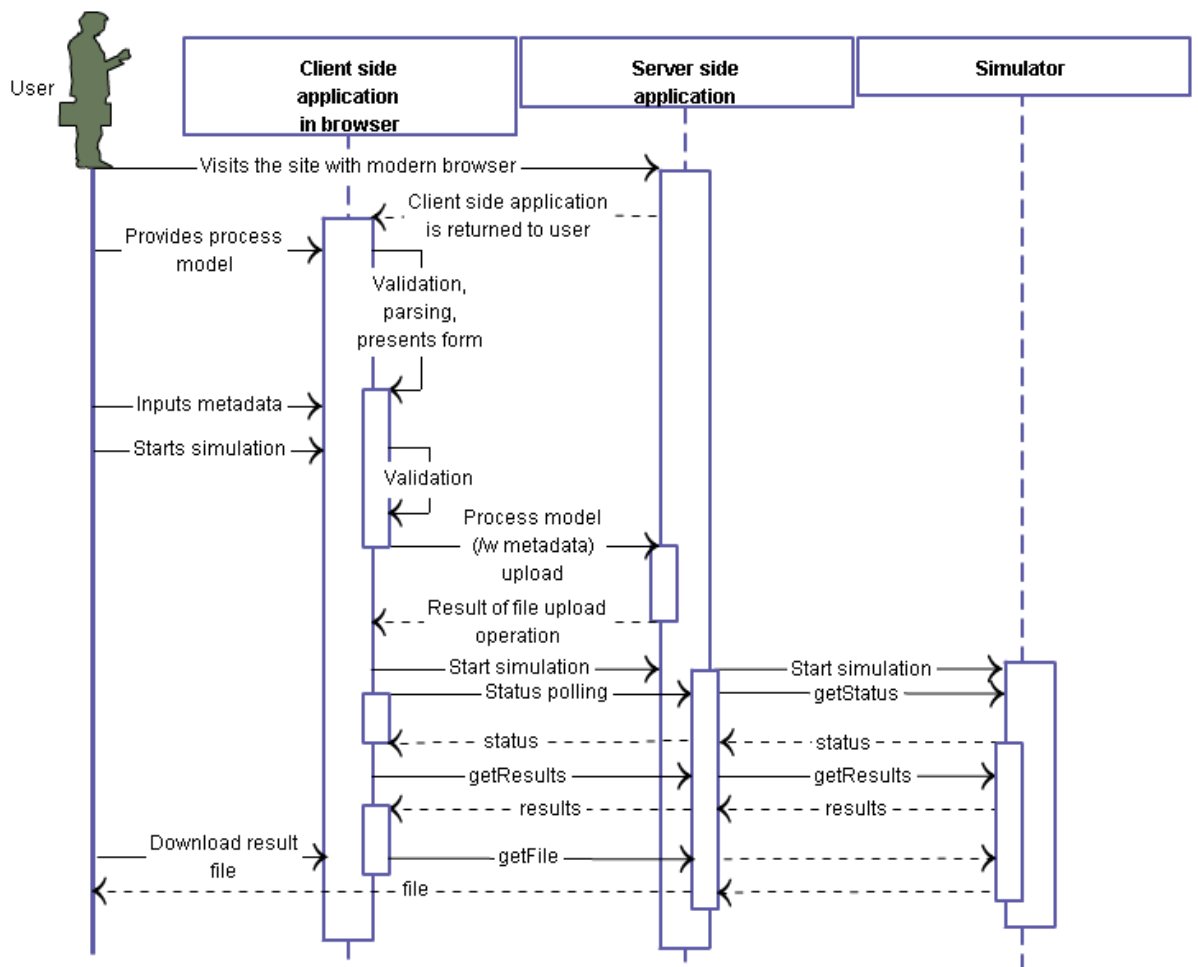 User
Client side
application
in browser
Server side
application
Simulator
Visits the site with modern browser
Client side application
is returned to user
Provides process
model
Validation,
parsing,
presents form
Inputs metadata
Starts simulation
Validation
Process model
(/w metadata)
upload
Result of file upload
operation
Start simulation
Start simulation
Status polling
getStatus
status
status
getResults
getResults
results
results
Download result
file
getFile
file